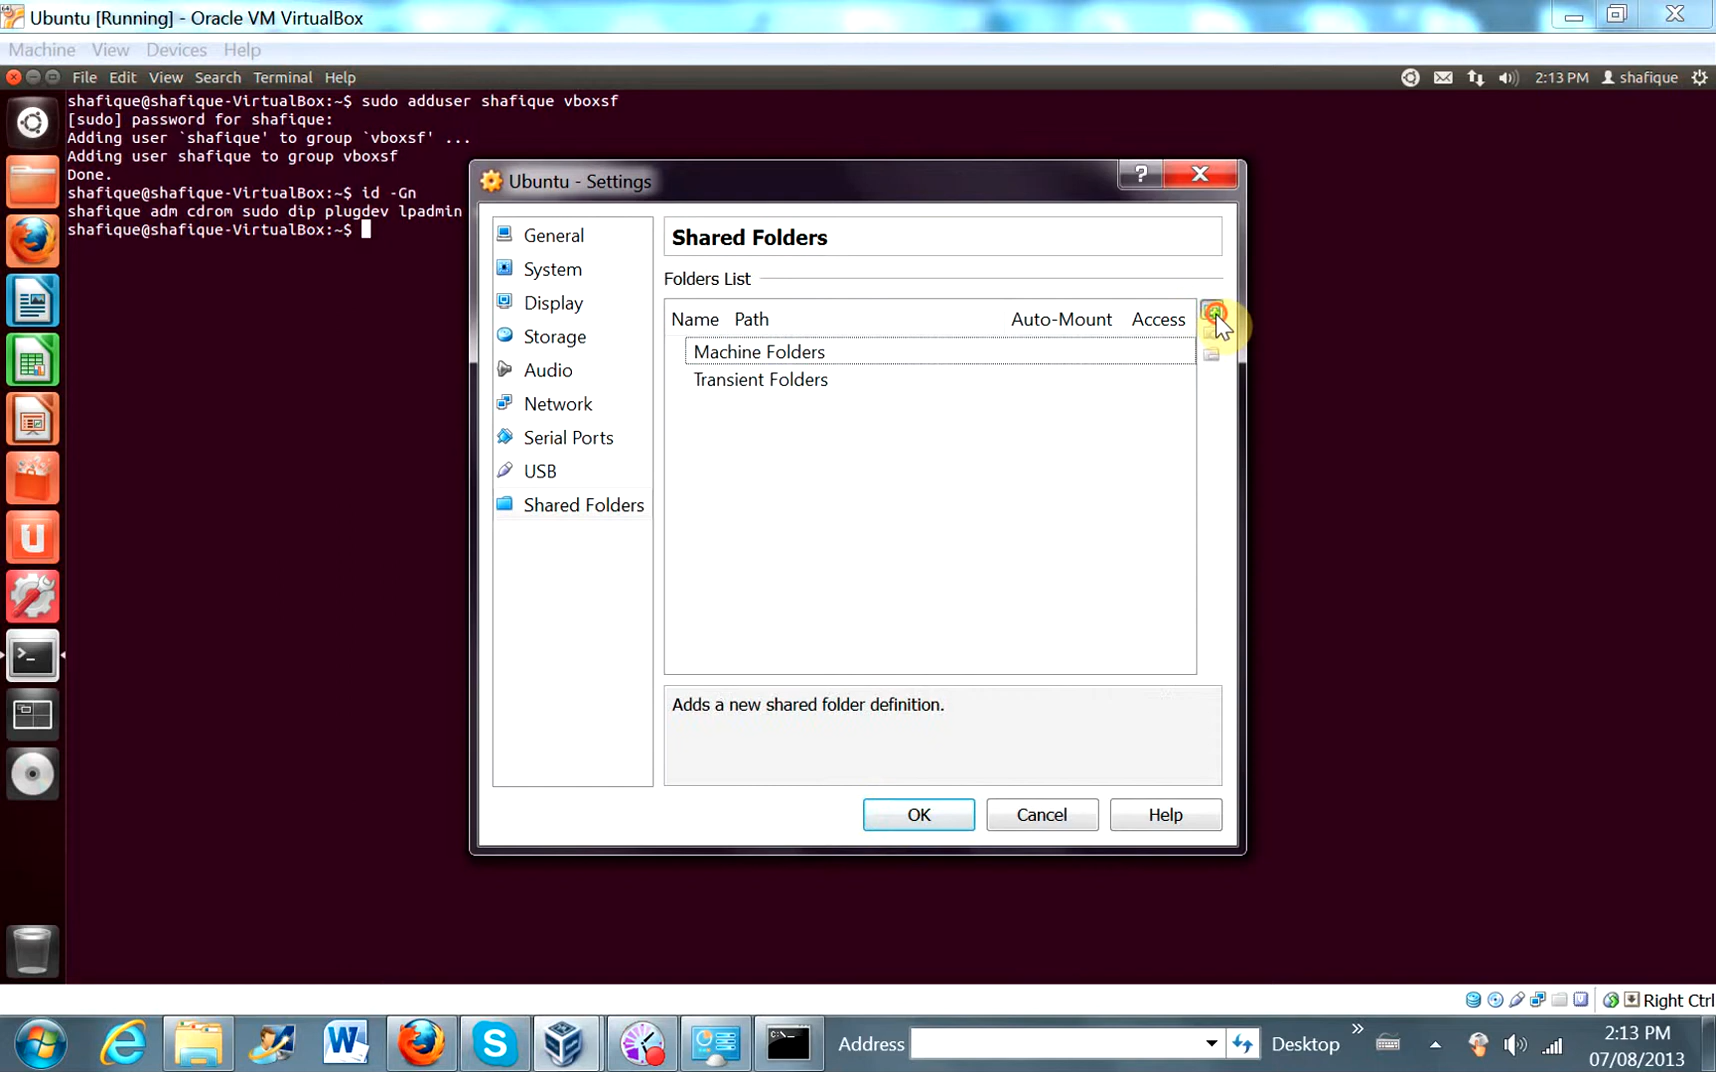 Ubuntu [Running] - Oracle VM VirtualBox
Machine View Devices Help
File Edit View Search Terminal Help
2:13 PM shafique
shafique@shafique-VirtualBox:~$ sudo adduser shafique vboxsf
[sudo] password for shafique:
Adding user `shafique' to group `vboxsf' ...
Adding user shafique to group vboxsf
Done.
shafique@shafique-VirtualBox:~$ id -Gn
shafique adm cdrom sudo dip plugdev lpadmin
shafique@shafique-VirtualBox:~$
Ubuntu - Settings
?
General
System
Display
Storage
Audio
Network
Serial Ports
USB
Shared Folders
Shared Folders
Folders List
Name Path Auto-Mount Access
Machine Folders
Transient Folders
Adds a new shared folder definition.
OK Cancel Help
Right Ctrl
Address
Desktop
2:13 PM
07/08/2013